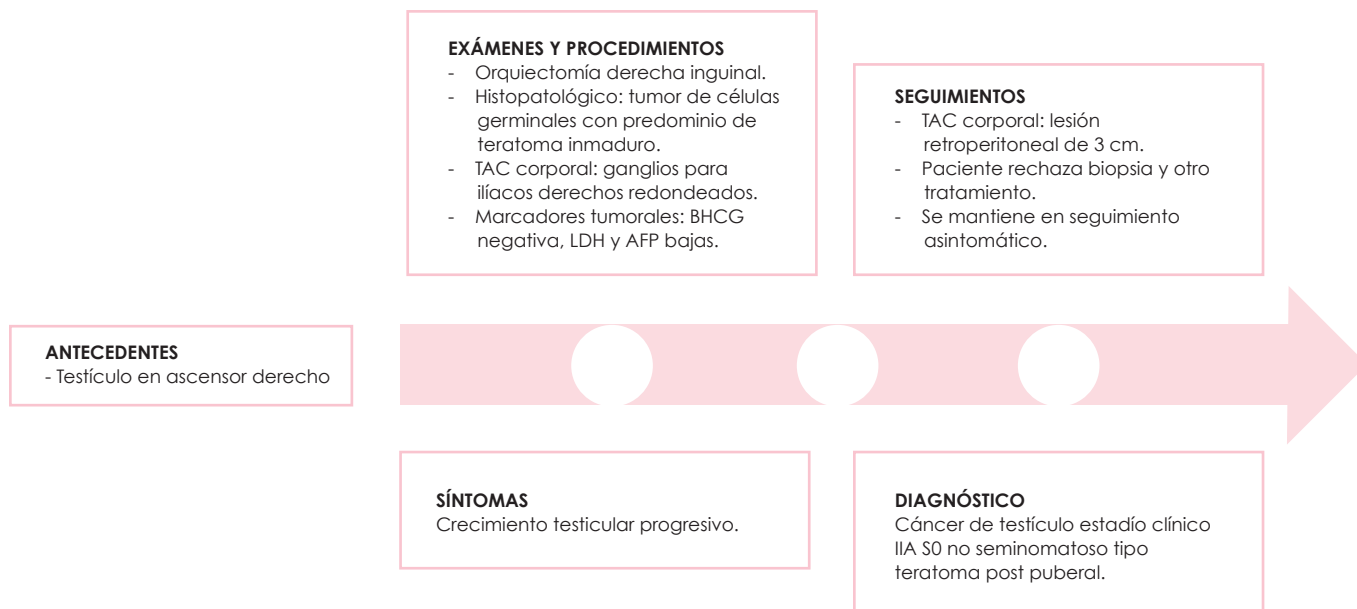 ANTECEDENTES
- Testículo en ascensor derecho
EXÁMENES Y PROCEDIMIENTOS
- Orquiectomía derecha inguinal.
- Histopatológico: tumor de células
germinales con predominio de
teratoma inmaduro.
- TAC corporal: ganglios para
ilíacos derechos redondeados.
- Marcadores tumorales: BHCG
negativa, LDH y AFP bajas.
SEGUIMIENTOS
- TAC corporal: lesión
retroperitoneal de 3 cm.
- Paciente rechaza biopsia y otro
tratamiento.
- Se mantiene en seguimiento
asintomático.
SÍNTOMAS
Crecimiento testicular progresivo.
DIAGNÓSTICO
Cáncer de testículo estadío clínico
IIA S0 no seminomatoso tipo
teratoma post puberal.